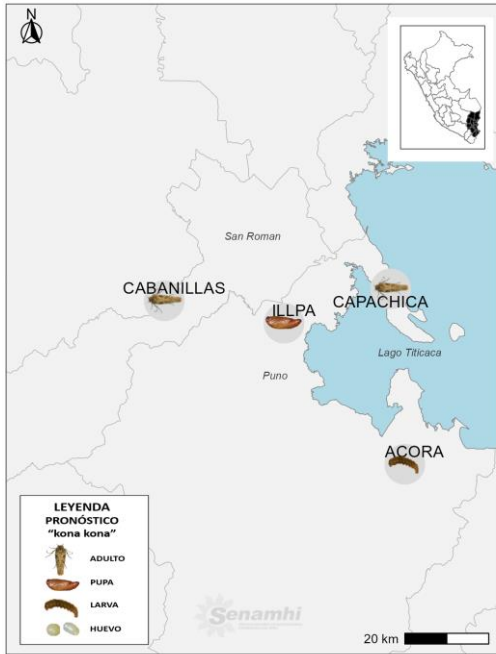 N
San Roman
CABANILLAS
ILLPA
CAPACHICA
Lago Titicaca
Puno
ACORA
LEYENDA
PRONÓSTICO
"kona kona"
ADULTO
PUPA
LARVA
HUEVO
Senamhi
20 km